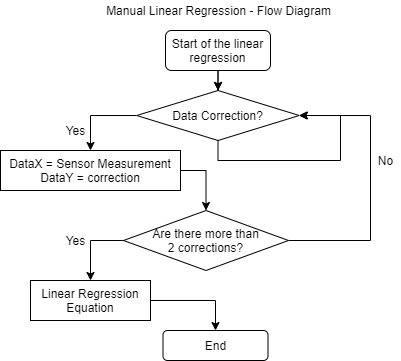 Manual Linear Regression - Flow Diagram
Start of the linear
regression
Data Correction?
Yes
DataX = Sensor Measurement
DataY = correction
No
Are there more than
2 corrections?
Yes
Linear Regression
Equation
End